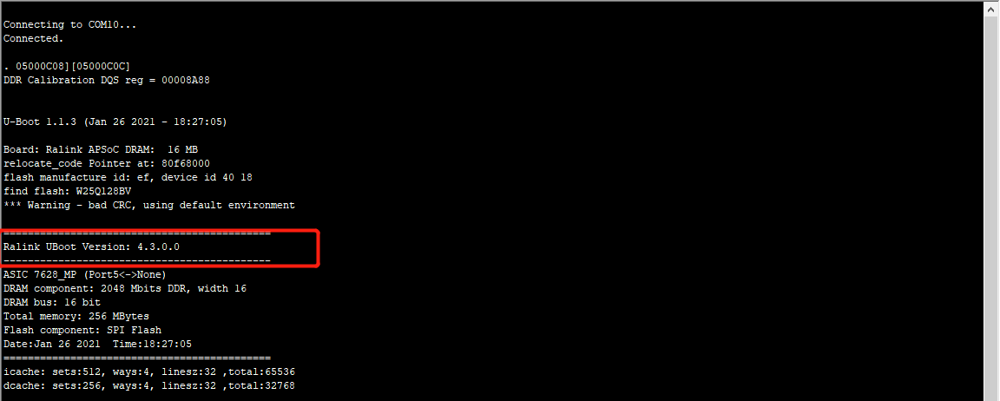 Connecting to COM10...
Connected.
. 05000C08][05000C0C]
DDR Calibration DQS reg = 00008A88
U-Boot 1.1.3 (Jan 26 2021 - 18:27:05)
Board: Ralink APSoC DRAM:  16 MB
relocate_code Pointer at: 80f68000
flash manufacture id: ef, device id 40 18
find flash: W25Q128BV
*** Warning - bad CRC, using default environment
============================================
Ralink UBoot Version: 4.3.0.0
--------------------------------------------
ASIC 7628_MP (Port5<->None)
DRAM component: 2048 Mbits DDR, width 16
DRAM bus: 16 bit
Total memory: 256 MBytes
Flash component: SPI Flash
Date:Jan 26 2021  Time:18:27:05
============================================
icache: sets:512, ways:4, linesz:32 ,total:65536
dcache: sets:256, ways:4, linesz:32 ,total:32768